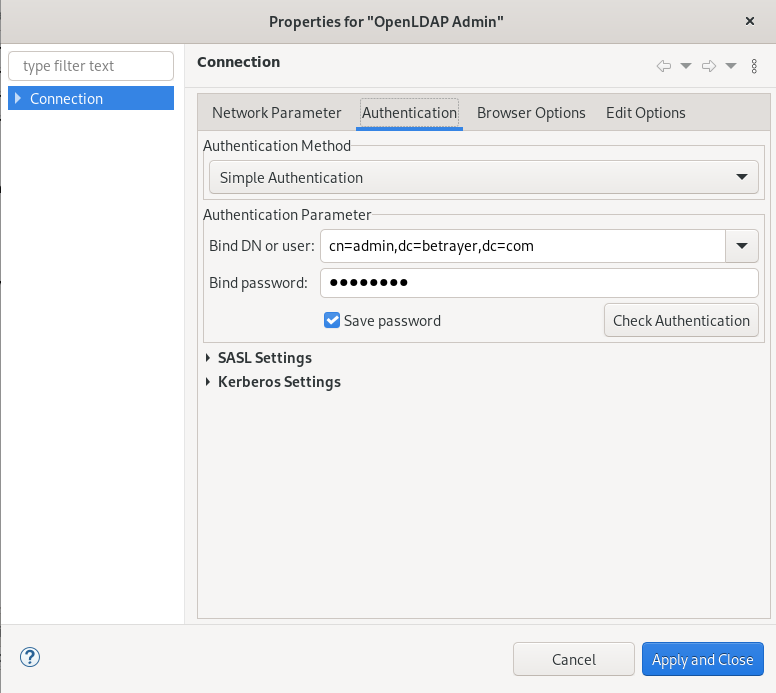 Properties for "OpenLDAP Admin"
type filter text
Connection
Connection
Network Parameter Authentication Browser Options Edit Options
Authentication Method
Simple Authentication
Authentication Parameter
Bind DN or user: cn=admin,dc=betrayer,dc=com
Bind password: ●●●●●●●●
Save password Check Authentication
SASL Settings
Kerberos Settings
Cancel Apply and Close